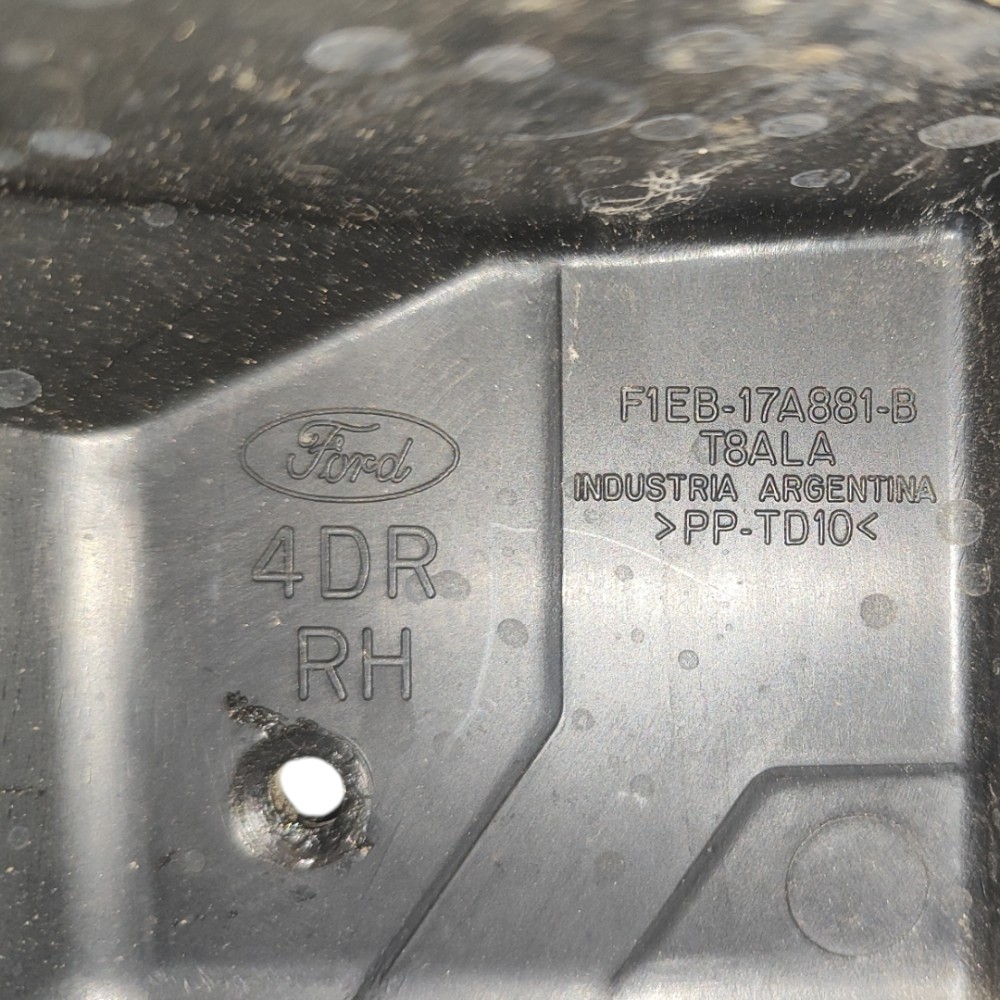 Ford
4DR
RH
F1EB-17A881-B
T8ALA
INDUSTRIA ARGENTINA
>PP-TD10<